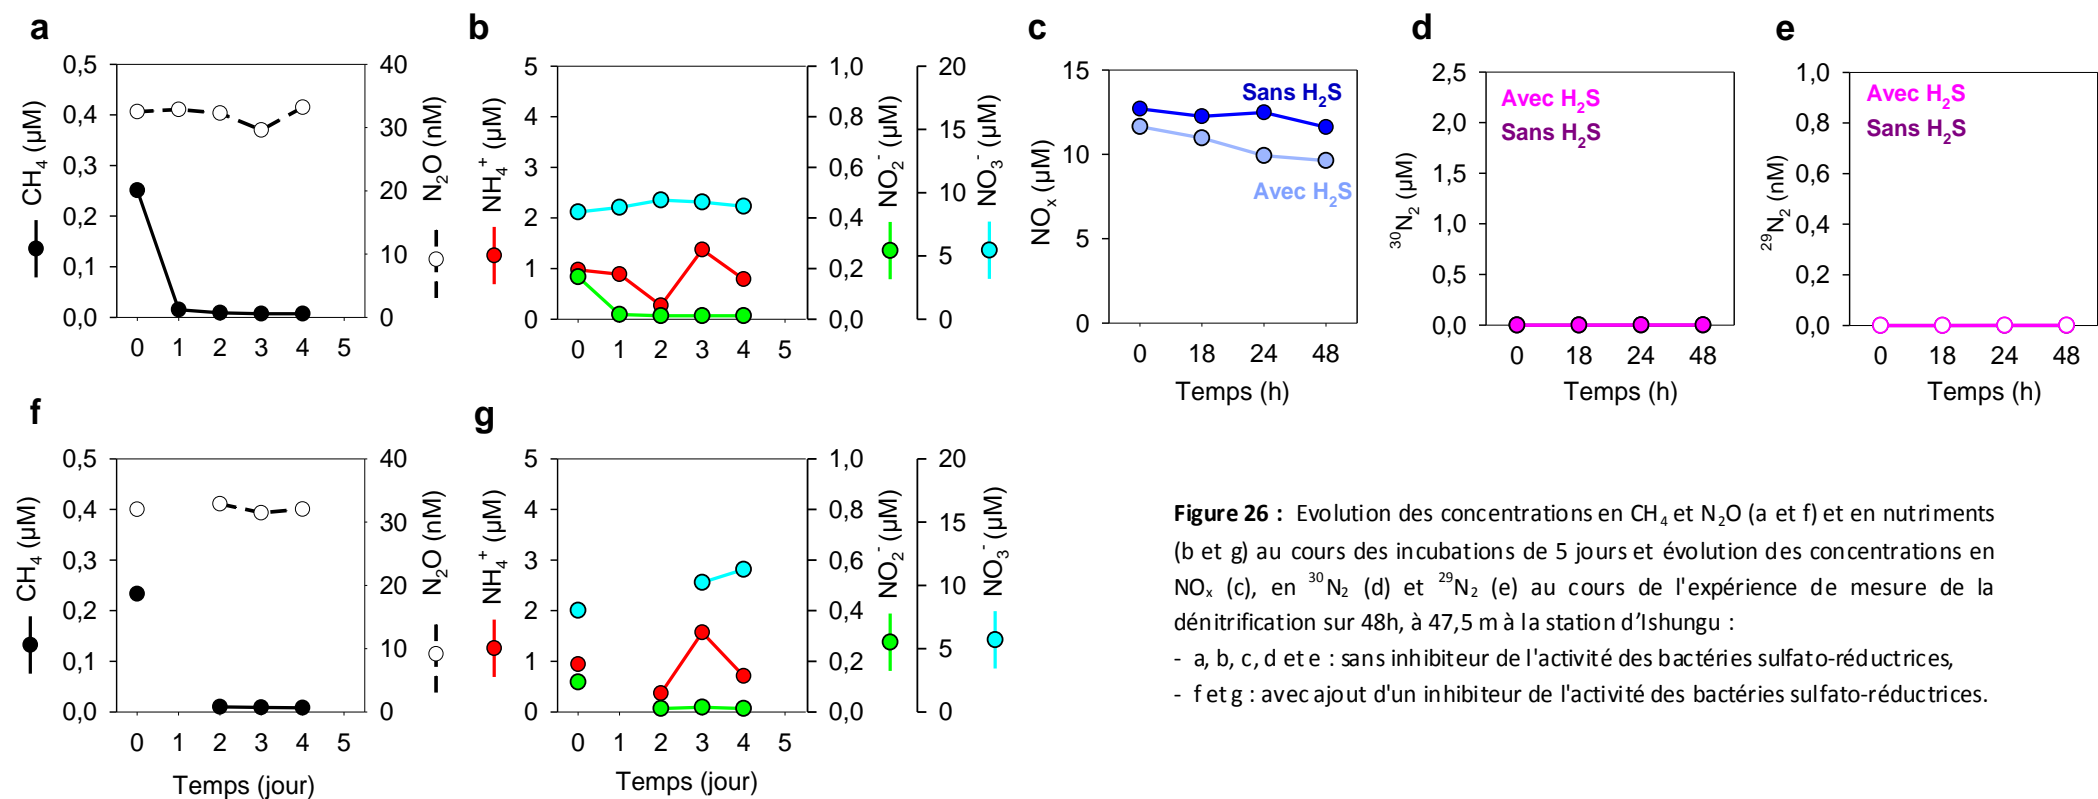 a
0,5
0,4
0,3
0,2
0,1
0,0
0 1 2 3 4 5
40
30
20
10
0
CH₄ (µM)
N₂O (nM)
b
5
4
3
2
1
0
0 1 2 3 4 5
1,0
0,8
0,6
0,4
0,2
0,0
20
15
10
5
0
NH₄⁺ (µM)
NO₂⁻ (µM)
NO₃⁻ (µM)
c
15
10
5
0
0 18 24 48
NOₓ (µM)
Temps (h)
Sans H₂S
Avec H₂S
d
2,5
2,0
1,5
1,0
0,5
0,0
0 18 24 48
³⁰N₂ (µM)
Temps (h)
Avec H₂S
Sans H₂S
e
1,0
0,8
0,6
0,4
0,2
0,0
0 18 24 48
²⁹N₂ (nM)
Temps (h)
Avec H₂S
Sans H₂S
f
0,5
0,4
0,3
0,2
0,1
0,0
0 1 2 3 4 5
40
30
20
10
0
CH₄ (µM)
N₂O (nM)
Temps (jour)
g
5
4
3
2
1
0
0 1 2 3 4 5
1,0
0,8
0,6
0,4
0,2
0,0
20
15
10
5
0
NH₄⁺ (µM)
NO₂⁻ (µM)
NO₃⁻ (µM)
Temps (jour)
Figure 26 : Evolution des concentrations en CH₄ et N₂O (a et f) et en nutriments
(b et g) au cours des incubations de 5 jours et évolution des concentrations en
NOₓ (c), en ³⁰N₂ (d) et ²⁹N₂ (e) au cours de l'expérience de mesure de la
dénitrification sur 48h, à 47,5 m à la station d’Ishungu :
- a, b, c, d et e : sans inhibiteur de l'activité des bactéries sulfato-réductrices,
- f et g : avec ajout d'un inhibiteur de l'activité des bactéries sulfato-réductrices.